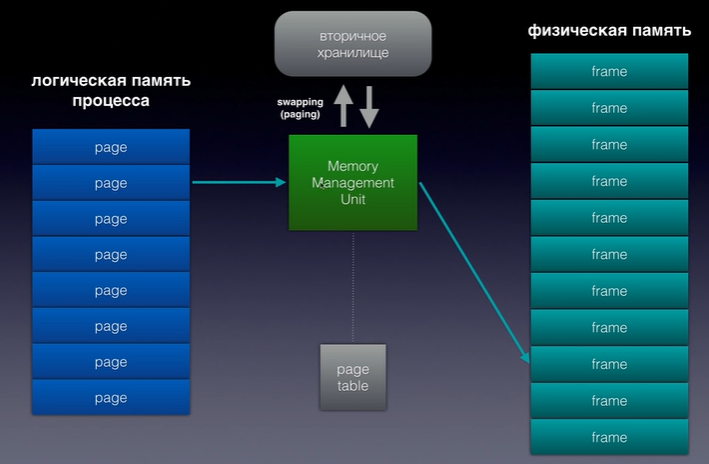 вторичное
хранилище
физическая память
логическая память
процесса
swapping
(paging)
page
page
page
page
page
page
page
page
Memory
Management
Unit
page
table
frame
frame
frame
frame
frame
frame
frame
frame
frame
frame
frame